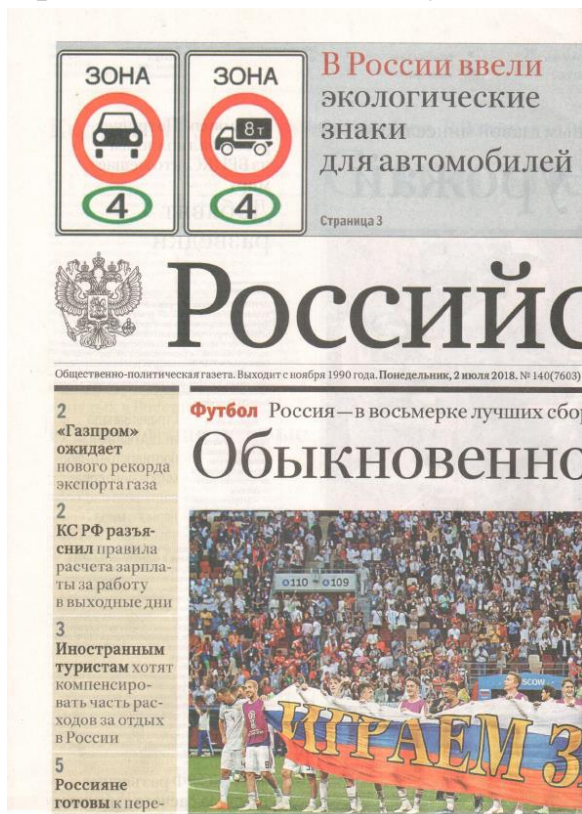 ЗОНА
8т
4
ЗОНА
4
В России ввели
экологические
знаки
для автомобилей
Страница 3
Российс
Общественно-политическая газета. Выходит с ноября 1990 года. Понедельник, 2 июля 2018. № 140(7603)
2
«Газпром»
ожидает
нового рекорда
экспорта газа
2
КС РФ разъя-
снил правила
расчета зарпла-
ты за работу
в выходные дни
3
Иностранным
туристам хотят
компенсиро-
вать часть рас-
ходов за отдых
в России
5
Россияне
готовы к пере-
Футбол Россия — в восьмерке лучших сбор
Обыкновенно
110 109
SCOW
ИГРАЕМ З